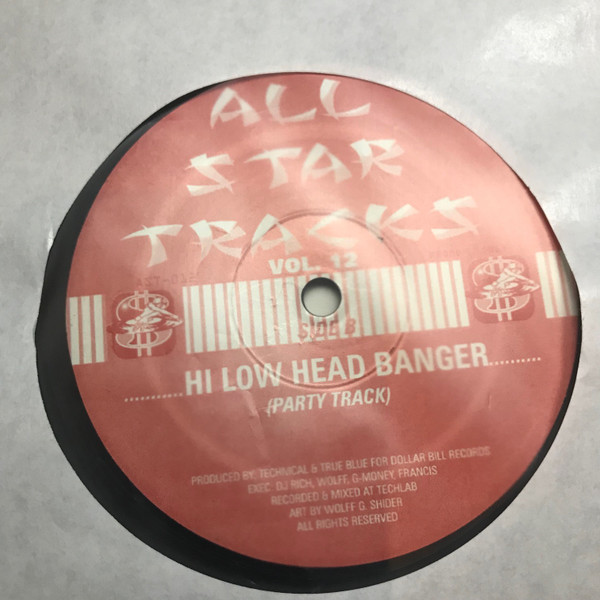 ALL
STAR
TRACKS
VOL. 12
SIDE B
...........HI LOW HEAD BANGER..........
(PARTY TRACK)
PRODUCED BY: TECHNICAL & TRUE BLUE FOR DOLLAR BILL RECORDS
EXEC: DJ RICH, WOLFF, G-MONEY, FRANCIS
RECORDED & MIXED AT TECHLAB
ART BY WOLFF G. SHIDER
ALL RIGHTS RESERVED